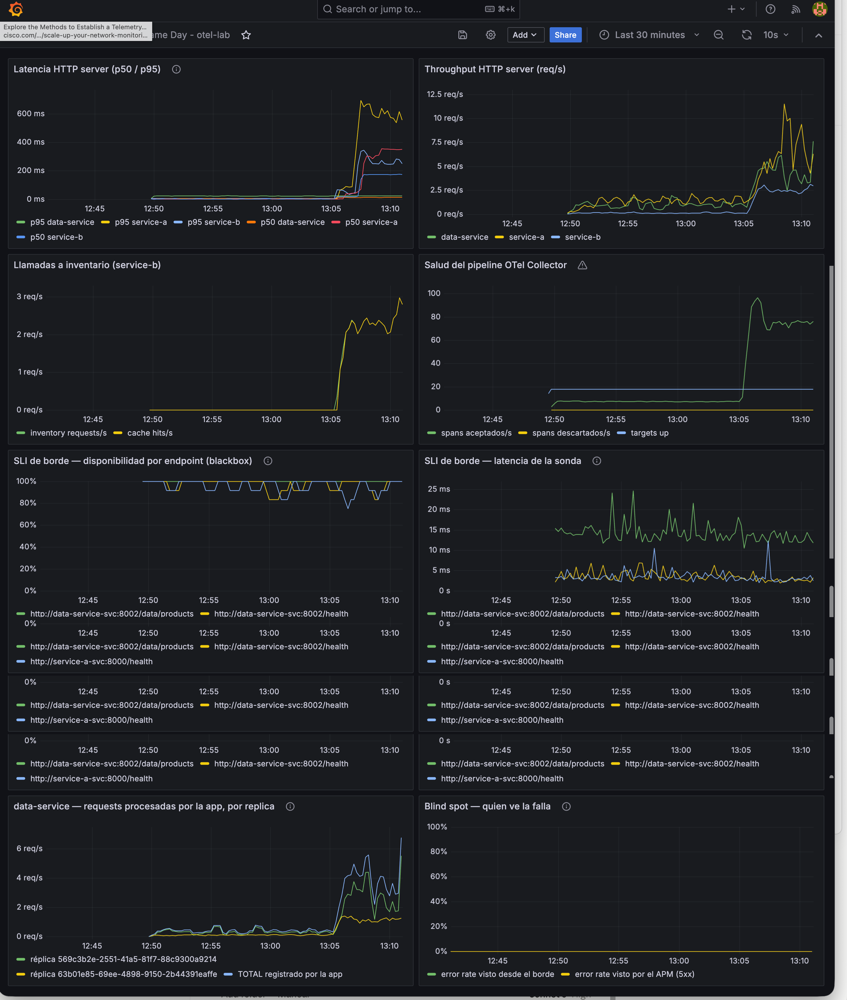 Search or jump to... ⌘+k
Explore the Methods to Establish a Telemetry...
cisco.com/.../scale-up-your-network-monitori...
ame Day - otel-lab
Add
Share
Last 30 minutes
10s
Latencia HTTP server (p50 / p95)
600 ms
400 ms
200 ms
0 ms
12:45 12:50 12:55 13:00 13:05 13:10
p95 data-service p95 service-a p95 service-b p50 data-service p50 service-a
p50 service-b
Throughput HTTP server (req/s)
12.5 req/s
10 req/s
7.5 req/s
5 req/s
2.5 req/s
0 req/s
12:45 12:50 12:55 13:00 13:05 13:10
data-service service-a service-b
Llamadas a inventario (service-b)
3 req/s
2 req/s
1 req/s
0 req/s
12:45 12:50 12:55 13:00 13:05 13:10
inventory requests/s cache hits/s
Salud del pipeline OTel Collector
100
80
60
40
20
0
12:45 12:50 12:55 13:00 13:05 13:10
spans aceptados/s spans descartados/s targets up
SLI de borde — disponibilidad por endpoint (blackbox)
100%
80%
60%
40%
20%
0%
12:45 12:50 12:55 13:00 13:05 13:10
http://data-service-svc:8002/data/products http://data-service-svc:8002/health
0%
12:45 12:50 12:55 13:00 13:05 13:10
http://data-service-svc:8002/data/products http://data-service-svc:8002/health
http://service-a-svc:8000/health
0%
12:45 12:50 12:55 13:00 13:05 13:10
http://data-service-svc:8002/data/products http://data-service-svc:8002/health
http://service-a-svc:8000/health
0%
12:45 12:50 12:55 13:00 13:05 13:10
http://data-service-svc:8002/data/products http://data-service-svc:8002/health
http://service-a-svc:8000/health
SLI de borde — latencia de la sonda
25 ms
20 ms
15 ms
10 ms
5 ms
0 s
12:45 12:50 12:55 13:00 13:05 13:10
http://data-service-svc:8002/data/products http://data-service-svc:8002/health
0 s
12:45 12:50 12:55 13:00 13:05 13:10
http://data-service-svc:8002/data/products http://data-service-svc:8002/health
http://service-a-svc:8000/health
0 s
12:45 12:50 12:55 13:00 13:05 13:10
http://data-service-svc:8002/data/products http://data-service-svc:8002/health
http://service-a-svc:8000/health
0 s
12:45 12:50 12:55 13:00 13:05 13:10
http://data-service-svc:8002/data/products http://data-service-svc:8002/health
http://service-a-svc:8000/health
data-service — requests procesadas por la app, por replica
6 req/s
4 req/s
2 req/s
0 req/s
12:45 12:50 12:55 13:00 13:05 13:10
réplica 569c3b2e-2551-41a5-81f7-88c9300a9214
réplica 63b01e85-69ee-4898-9150-2b44391eaffe TOTAL registrado por la app
Blind spot — quien ve la falla
100%
80%
60%
40%
20%
0%
12:45 12:50 12:55 13:00 13:05 13:10
error rate visto desde el borde error rate visto por el APM (5xx)